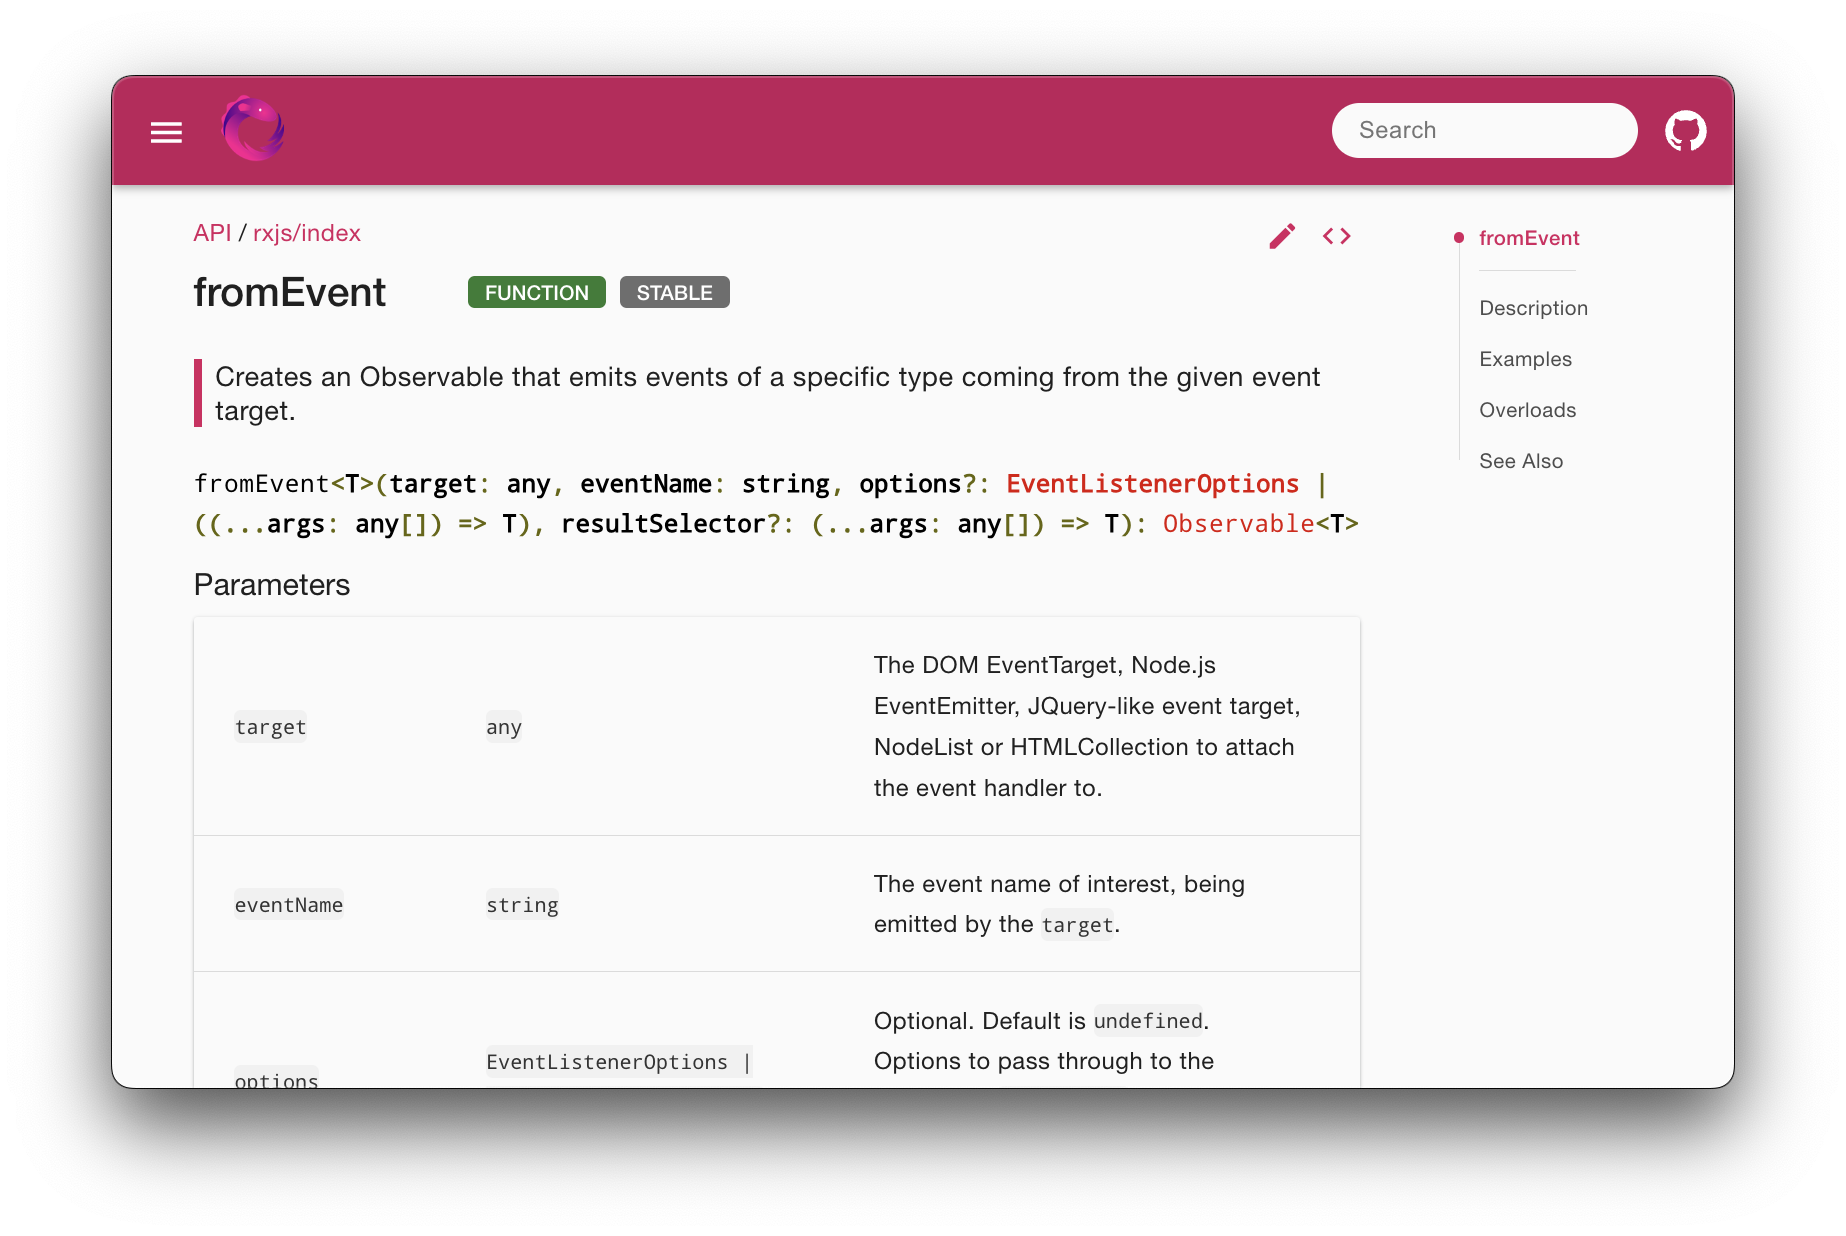 Search
API / rxjs/index
fromEvent
FUNCTION
STABLE
Creates an Observable that emits events of a specific type coming from the given event
target.
fromEvent<T>(target: any, eventName: string, options?: EventListenerOptions |
((...args: any[]) => T), resultSelector?: (...args: any[]) => T): Observable<T>
Parameters
target
any
The DOM EventTarget, Node.js
EventEmitter, JQuery-like event target,
NodeList or HTMLCollection to attach
the event handler to.
eventName
string
The event name of interest, being
emitted by the target.
options
EventListenerOptions |
Optional. Default is undefined.
Options to pass through to the
fromEvent
Description
Examples
Overloads
See Also